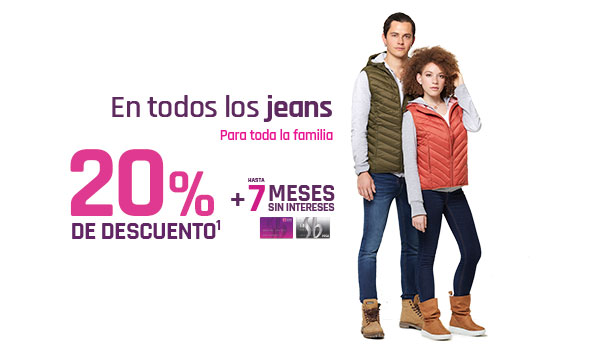 En todos los jeans
Para toda la familia
20%
DE DESCUENTO¹
+
HASTA
7 MESES
SIN INTERESES